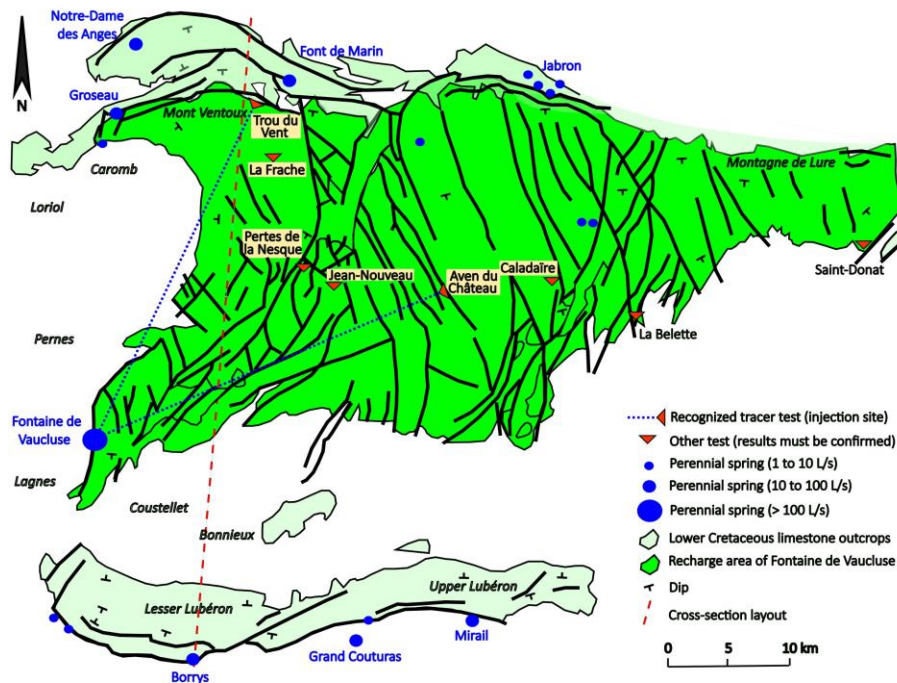 Notre-Dame
des Anges
Font de Marin
Jabron
N
Groseau
Mont Ventoux
Trou du
Vent
Caromb
La Frache
Montagne de Lure
Loriol
Pertes de
la Nesque
Jean-Nouveau
Aven du
Château
Caladaïre
Saint-Donat
La Belette
Pernes
Fontaine de
Vaucluse
Lagnes
Coustellet
Bonnieux
Lesser Lubéron
Upper Lubéron
Mirail
Grand Couturas
Borrys
Recognized tracer test (injection site)
Other test (results must be confirmed)
Perennial spring (1 to 10 L/s)
Perennial spring (10 to 100 L/s)
Perennial spring (> 100 L/s)
Lower Cretaceous limestone outcrops
Recharge area of Fontaine de Vaucluse
Dip
Cross-section layout
0 5 10 km